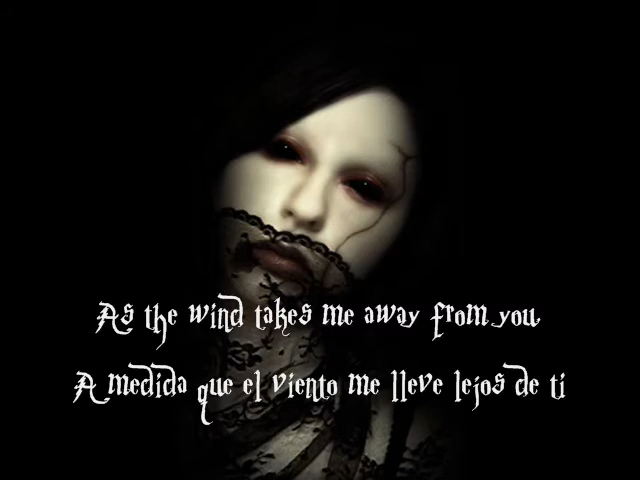 As the wind takes me away from you
A medida que el viento me lleve lejos de ti